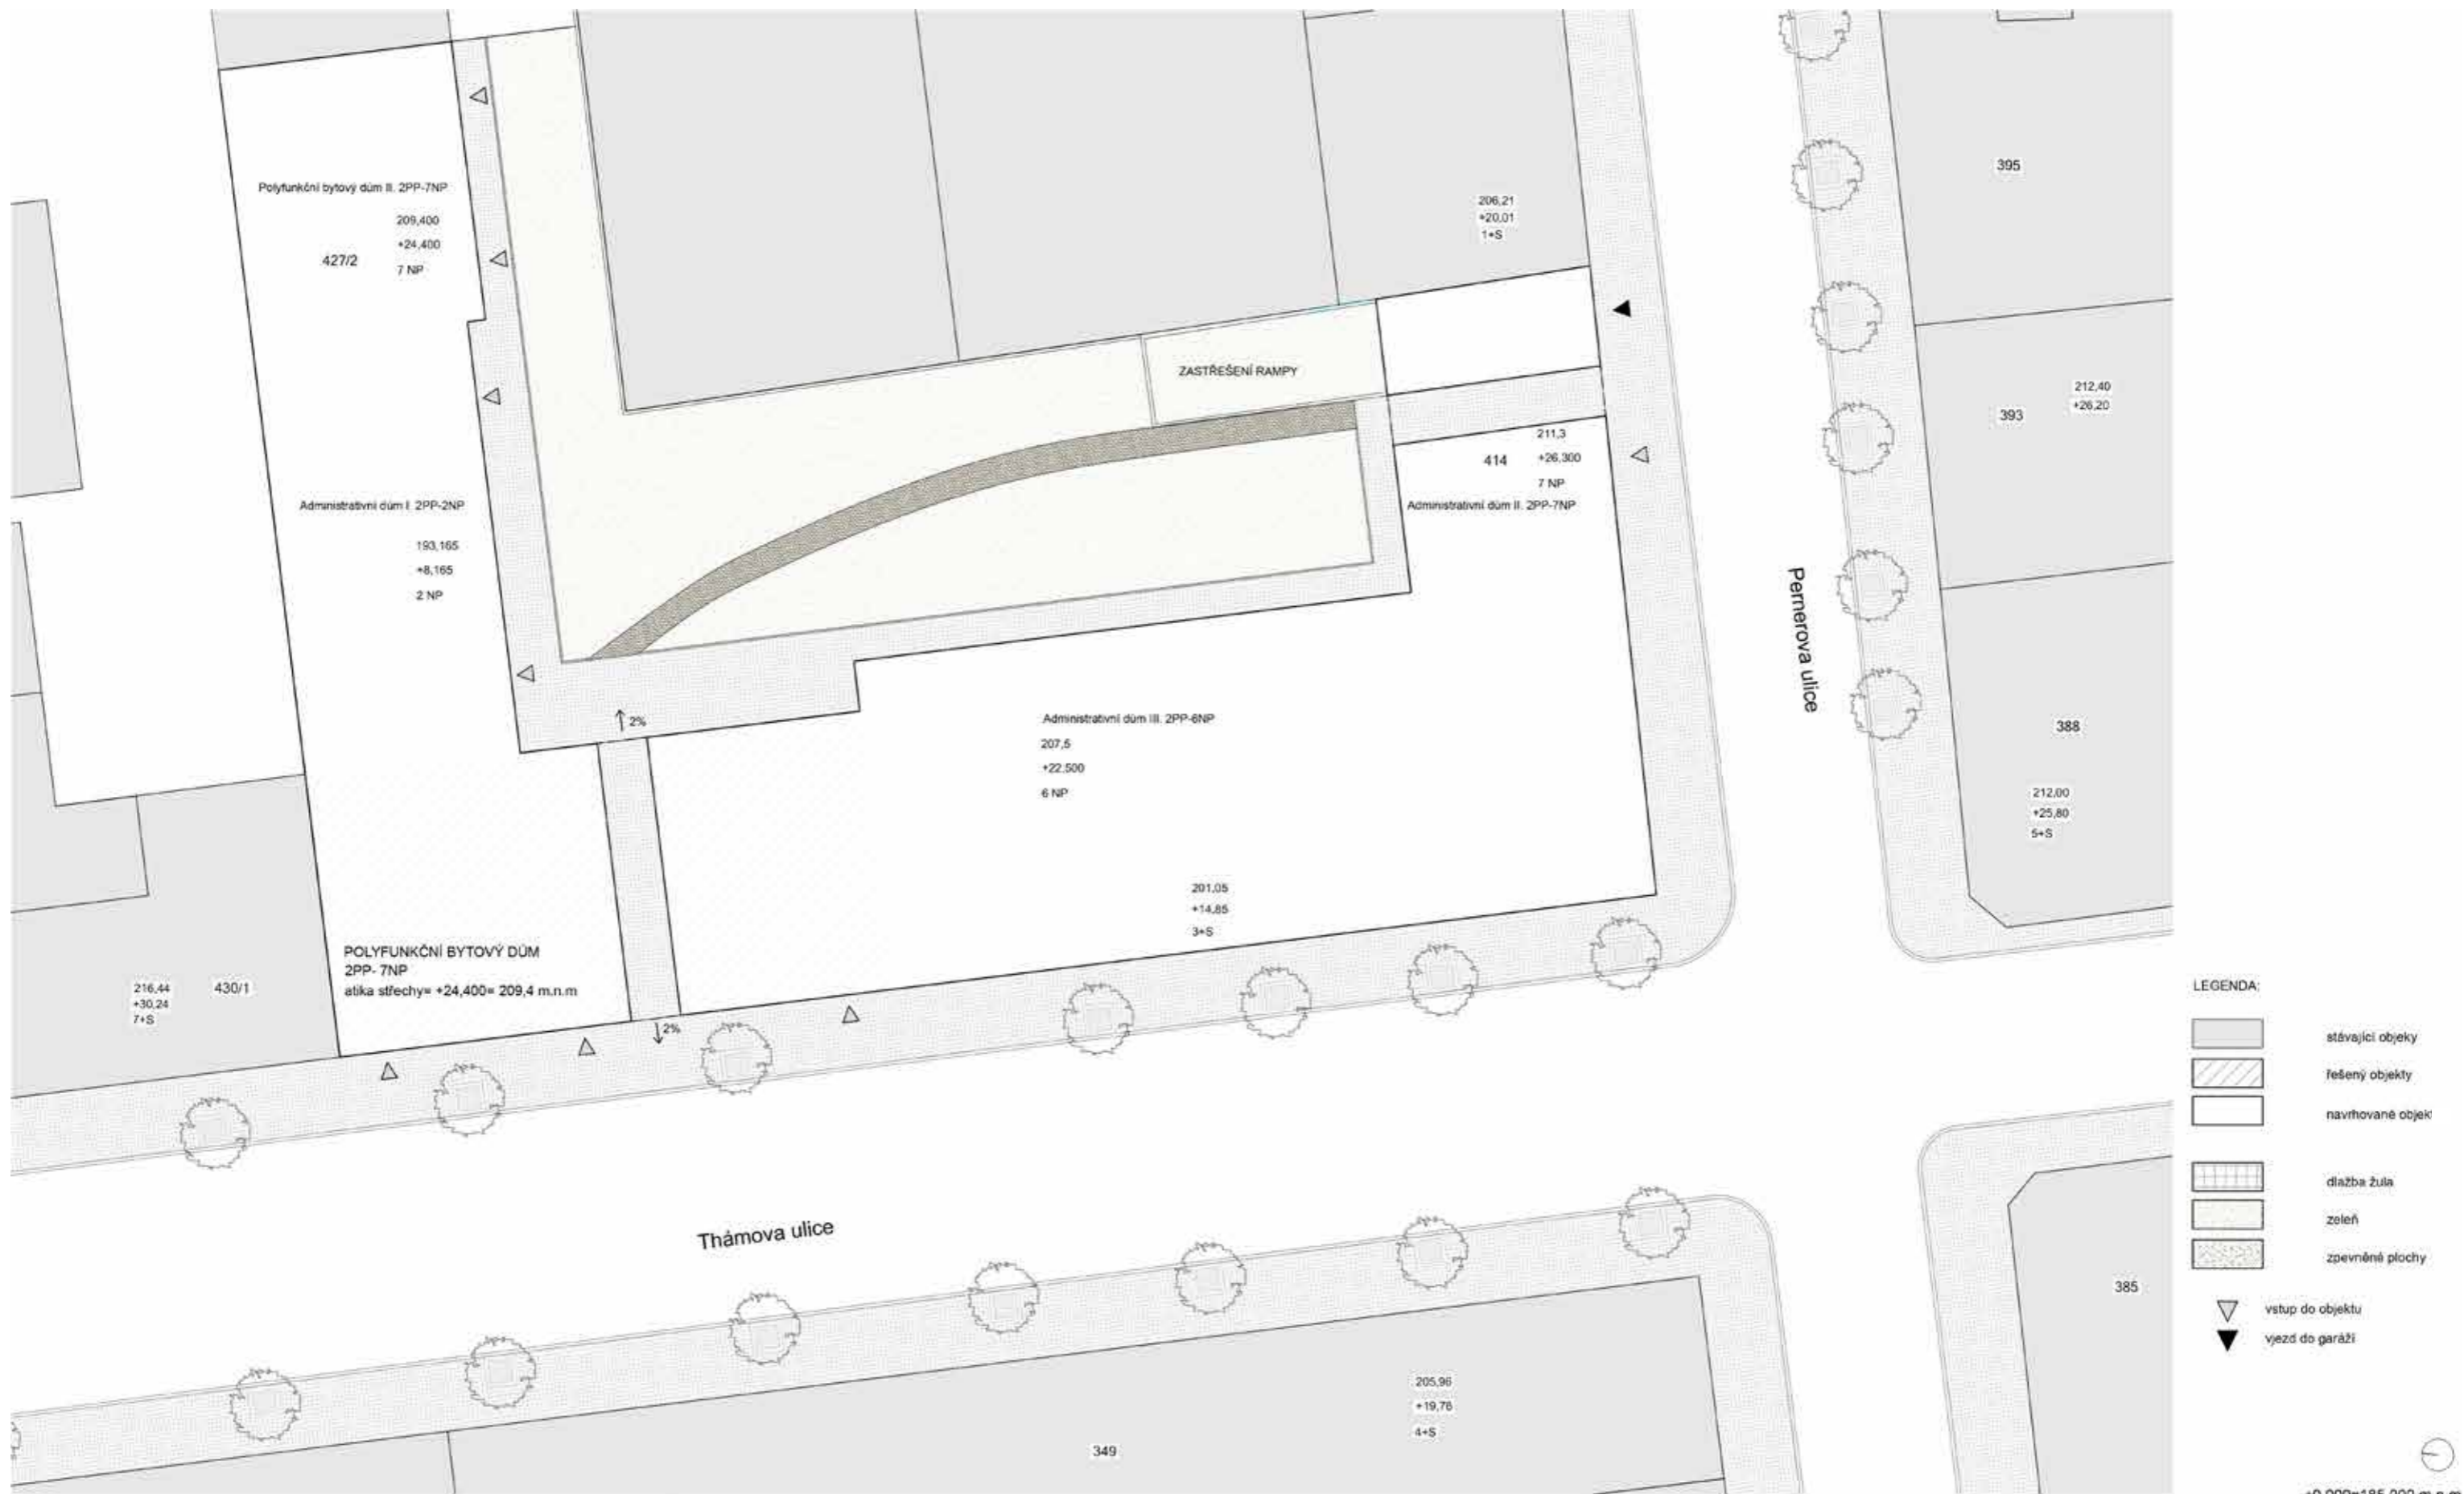 Polyfunkční bytový dům II. 2PP-7NP
209,400
+24,400
427/2
7 NP
206,21
+20,01
1+S
395
ZASTŘEŠENÍ RAMPY
212,40
+26,20
393
211,3
414
+26,300
7 NP
Administrativní dům II. 2PP-7NP
Administrativní dům I 2PP-2NP
193,165
+8,165
2 NP
Pernerova ulice
2%
Administrativní dům III. 2PP-6NP
207,5
+22,500
6 NP
388
212,00
+25,80
5+S
201,05
+14,85
3+S
POLYFUNKČNÍ BYTOVÝ DŮM
2PP- 7NP
atika střechy= +24,400= 209,4 m.n.m
216,44
430/1
+30,24
7+S
2%
Thámova ulice
385
205,96
+19,76
4+S
349
LEGENDA:
stávající objeky
řešený objekty
navrhované objek
dlažba žula
zeleň
zpevněné plochy
vstup do objektu
vjezd do garáží